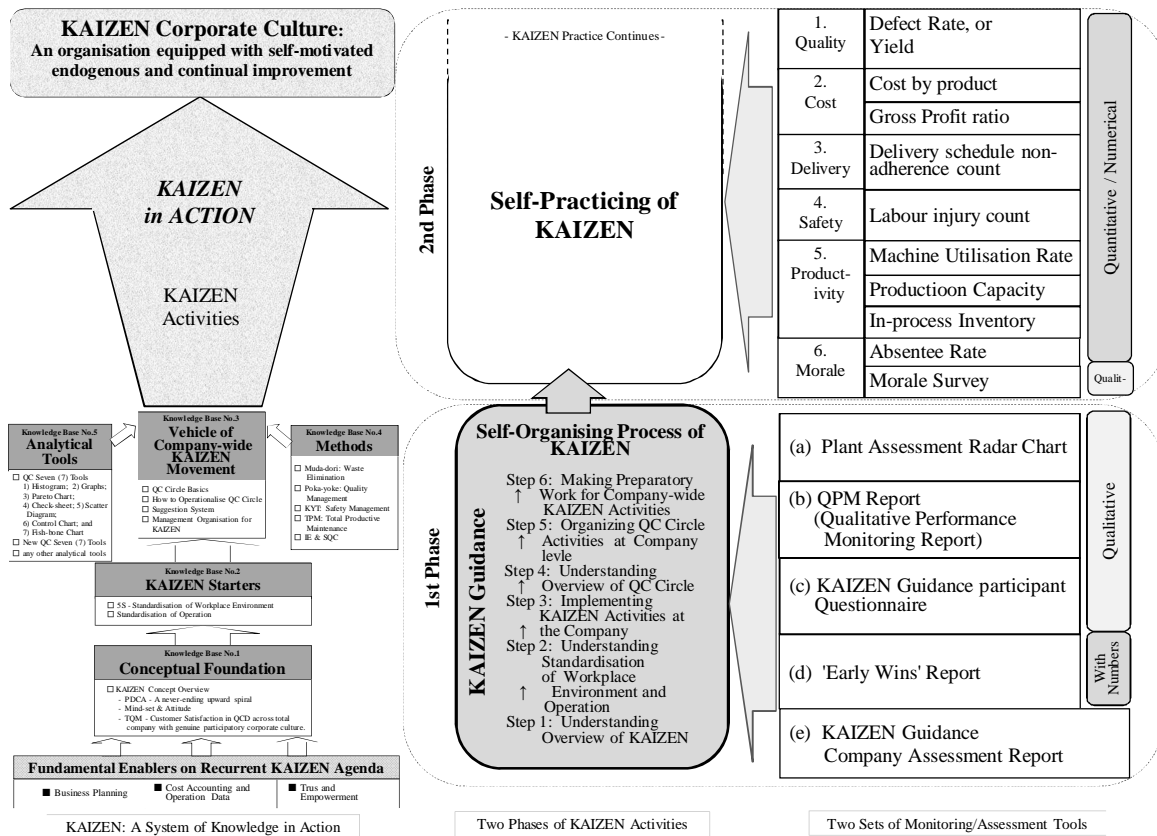 KAIZEN Corporate Culture:
An organisation equipped with self-motivated
endogenous and continual improvement
KAIZEN
in ACTION
KAIZEN
Activities
Knowledge Base No.5
Analytical
Tools
□ QC Seven (7) Tools
1) Histogram; 2) Graphs;
3) Pareto Chart;
4) Check-sheet; 5) Scatter
Diagram;
6) Control Chart; and
7) Fish-bone Chart
□ New QC Seven (7) Tools
□ any other analytical tools
Knowledge Base No.3
Vehicle of
Company-wide
KAIZEN
Movement
□ QC Circle Basics
□ How to Operationalise QC Circle
□ Suggestion System
□ Management Organisation for
KAIZEN
Knowledge Base No.4
Methods
□ Muda-dori: Waste
Elimination
□ Poka-yoke: Quality
Management
□ KYT: Safety Management
□ TPM: Total Productive
Maintenance
□ IE & SQC
Knowledge Base No.2
KAIZEN Starters
□ 5S - Standardisation of Workplace Environment
□ Standardisation of Operation
Knowledge Base No.1
Conceptual Foundation
□ KAIZEN Concept Overview
- PDCA - A never-ending upward spiral
- Mind-set & Attitude
- TQM - Customer Satisfaction in QCD across total
company with genuine participatory corporate culture.
Fundamental Enablers on Recurrent KAIZEN Agenda
■ Business Planning
■ Cost Accounting and
Operation Data
■ Trus and
Empowerment
KAIZEN: A System of Knowledge in Action
2nd Phase
- KAIZEN Practice Continues -
Self-Practicing of
KAIZEN
1st Phase
KAIZEN Guidance
Self-Organising Process of
KAIZEN
Step 6: Making Preparatory
↑ Work for Company-wide
KAIZEN Activities
Step 5: Organizing QC Circle
↑ Activities at Company
levle
Step 4: Understanding
↑ Overview of QC Circle
Step 3: Implementing
KAIZEN Activities at
↑ the Company
Step 2: Understanding
Standardisation
of Workplace
↑ Environment and
Operation
Step 1: Understanding
Overview of KAIZEN
Two Phases of KAIZEN Activities
1.
Quality
Defect Rate, or
Yield
2.
Cost
Cost by product
Gross Profit ratio
3.
Delivery
Delivery schedule non-
adherence count
4.
Safety
Labour injury count
5.
Product-
ivity
Machine Utilisation Rate
Productioon Capacity
In-process Inventory
6.
Morale
Absentee Rate
Morale Survey
Quantitative / Numerical
Qualit-
(a) Plant Assessment Radar Chart
(b) QPM Report
(Qualitative Performance
Monitoring Report)
(c) KAIZEN Guidance participant
Questionnaire
(d) 'Early Wins' Report
(e) KAIZEN Guidance
Company Assessment Report
Qualitative
With
Numbers
Two Sets of Monitoring/Assessment Tools